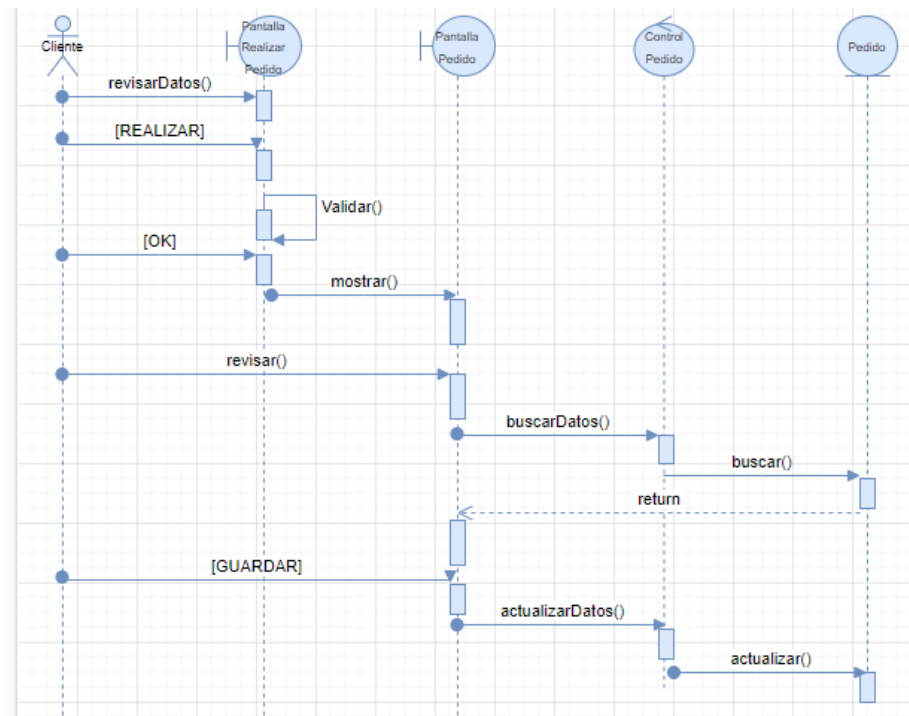 Cliente
Pantalla
Realizar
Pedido
Pantalla
Pedido
Control
Pedido
Pedido
revisarDatos()
[REALIZAR]
Validar()
[OK]
mostrar()
revisar()
buscarDatos()
buscar()
return
[GUARDAR]
actualizarDatos()
actualizar()